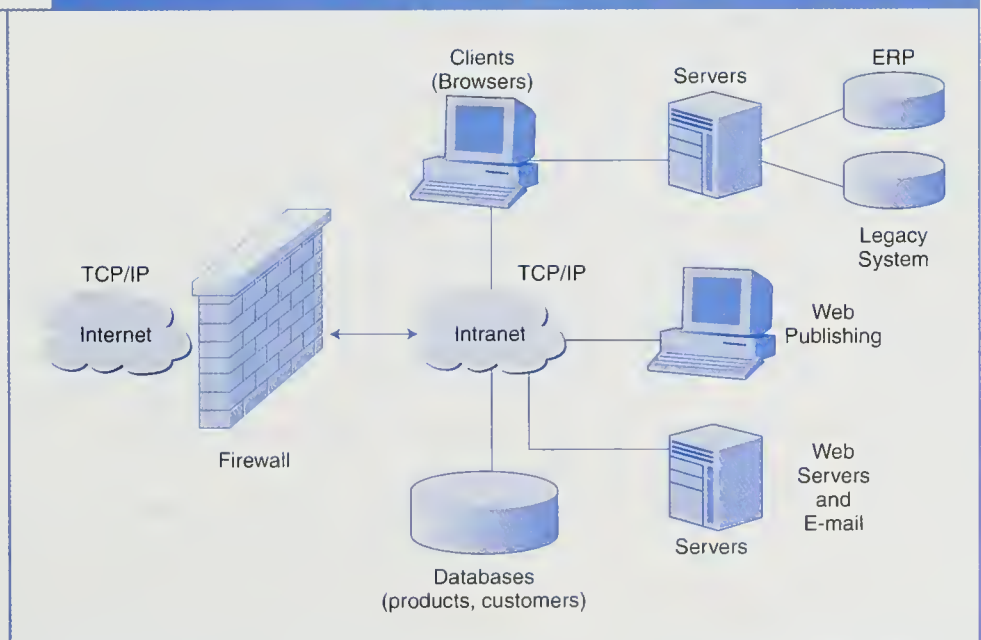 Clients
(Browsers)
Servers
ERP
Legacy
System
TCP/IP
Internet
Firewall
TCP/IP
Intranet
Web
Publishing
Web
Servers
and
E-mail
Servers
Databases
(products, customers)